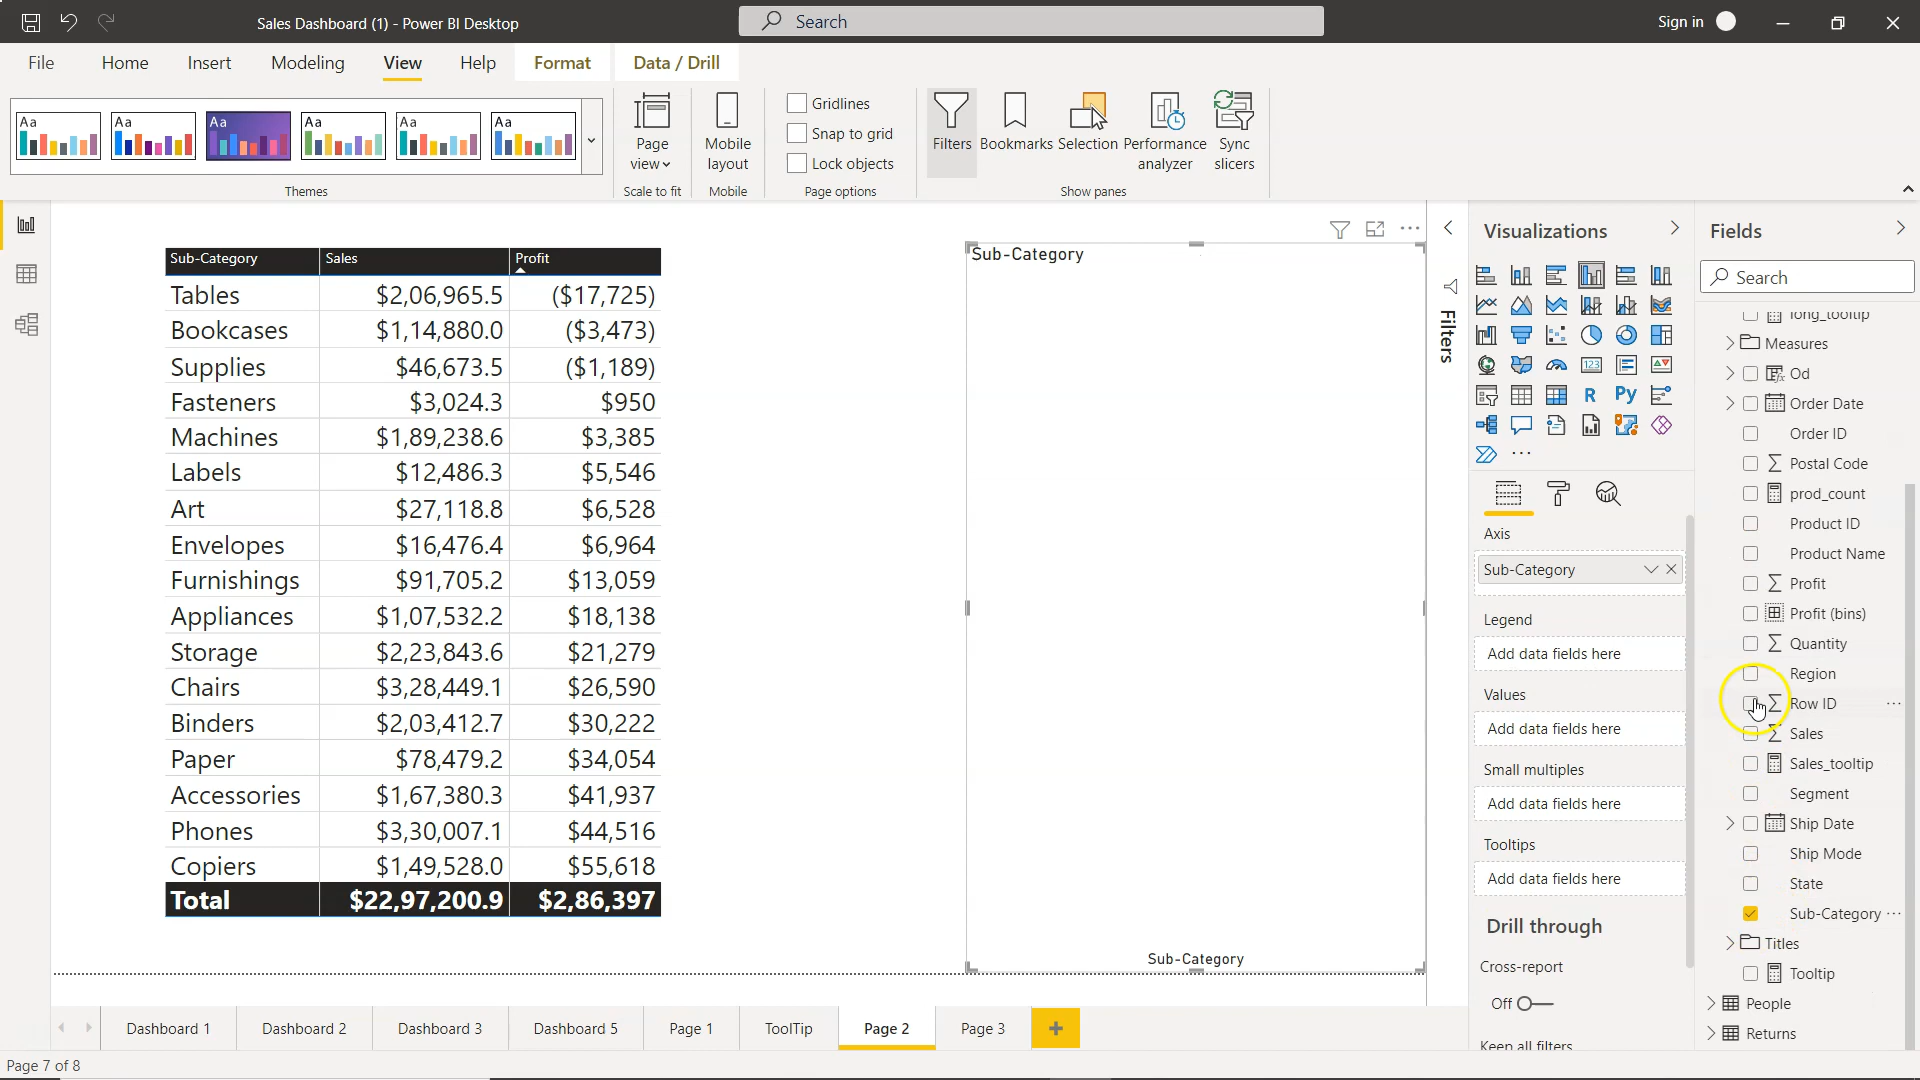 Sales Dashboard (1) - Power BI Desktop
Search
Sign in
File
Home
Insert
Modeling
View
Help
Format
Data / Drill
Aa
Aa
Aa
Aa
Aa
Aa
Themes
Page
view
Scale to fit
Mobile
layout
Mobile
Gridlines
Snap to grid
Lock objects
Page options
Filters
Bookmarks
Selection
Performance
analyzer
Sync
slicers
Show panes
Sub-Category Sales Profit
Tables $2,06,965.5 ($17,725)
Bookcases $1,14,880.0 ($3,473)
Supplies $46,673.5 ($1,189)
Fasteners $3,024.3 $950
Machines $1,89,238.6 $3,385
Labels $12,486.3 $5,546
Art $27,118.8 $6,528
Envelopes $16,476.4 $6,964
Furnishings $91,705.2 $13,059
Appliances $1,07,532.2 $18,138
Storage $2,23,843.6 $21,279
Chairs $3,28,449.1 $26,590
Binders $2,03,412.7 $30,222
Paper $78,479.2 $34,054
Accessories $1,67,380.3 $41,937
Phones $3,30,007.1 $44,516
Copiers $1,49,528.0 $55,618
Total $22,97,200.9 $2,86,397
Sub-Category
Sub-Category
Filters
Visualizations
123
R
Py
Axis
Sub-Category
Legend
Add data fields here
Values
Add data fields here
Small multiples
Add data fields here
Tooltips
Add data fields here
Drill through
Cross-report
Off
Keep all filters
Fields
Search
long_tooltip
Measures
Od
Order Date
Order ID
Postal Code
prod_count
Product ID
Product Name
Profit
Profit (bins)
Quantity
Region
Row ID
Sales
Sales_tooltip
Segment
Ship Date
Ship Mode
State
Sub-Category
Titles
Tooltip
People
Returns
Dashboard 1
Dashboard 2
Dashboard 3
Dashboard 5
Page 1
ToolTip
Page 2
Page 3
Page 7 of 8